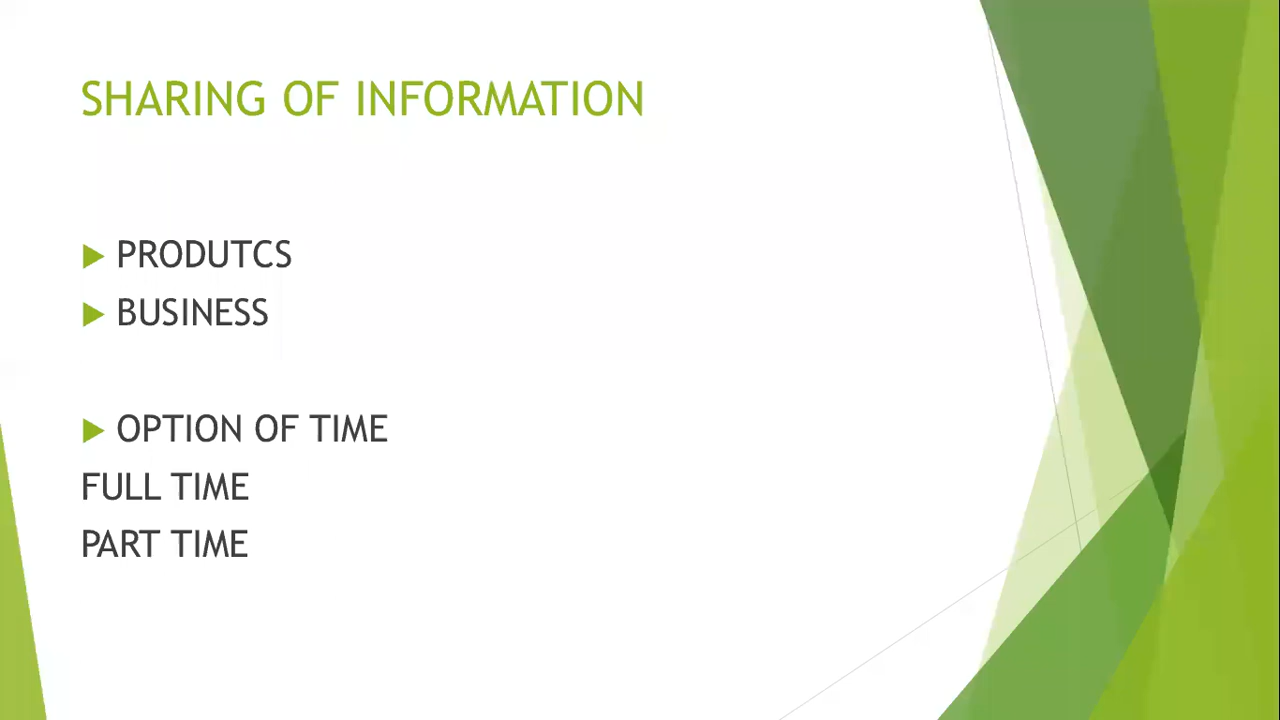 SHARING OF INFORMATION
PRODUTCS
BUSINESS
OPTION OF TIME
FULL TIME
PART TIME